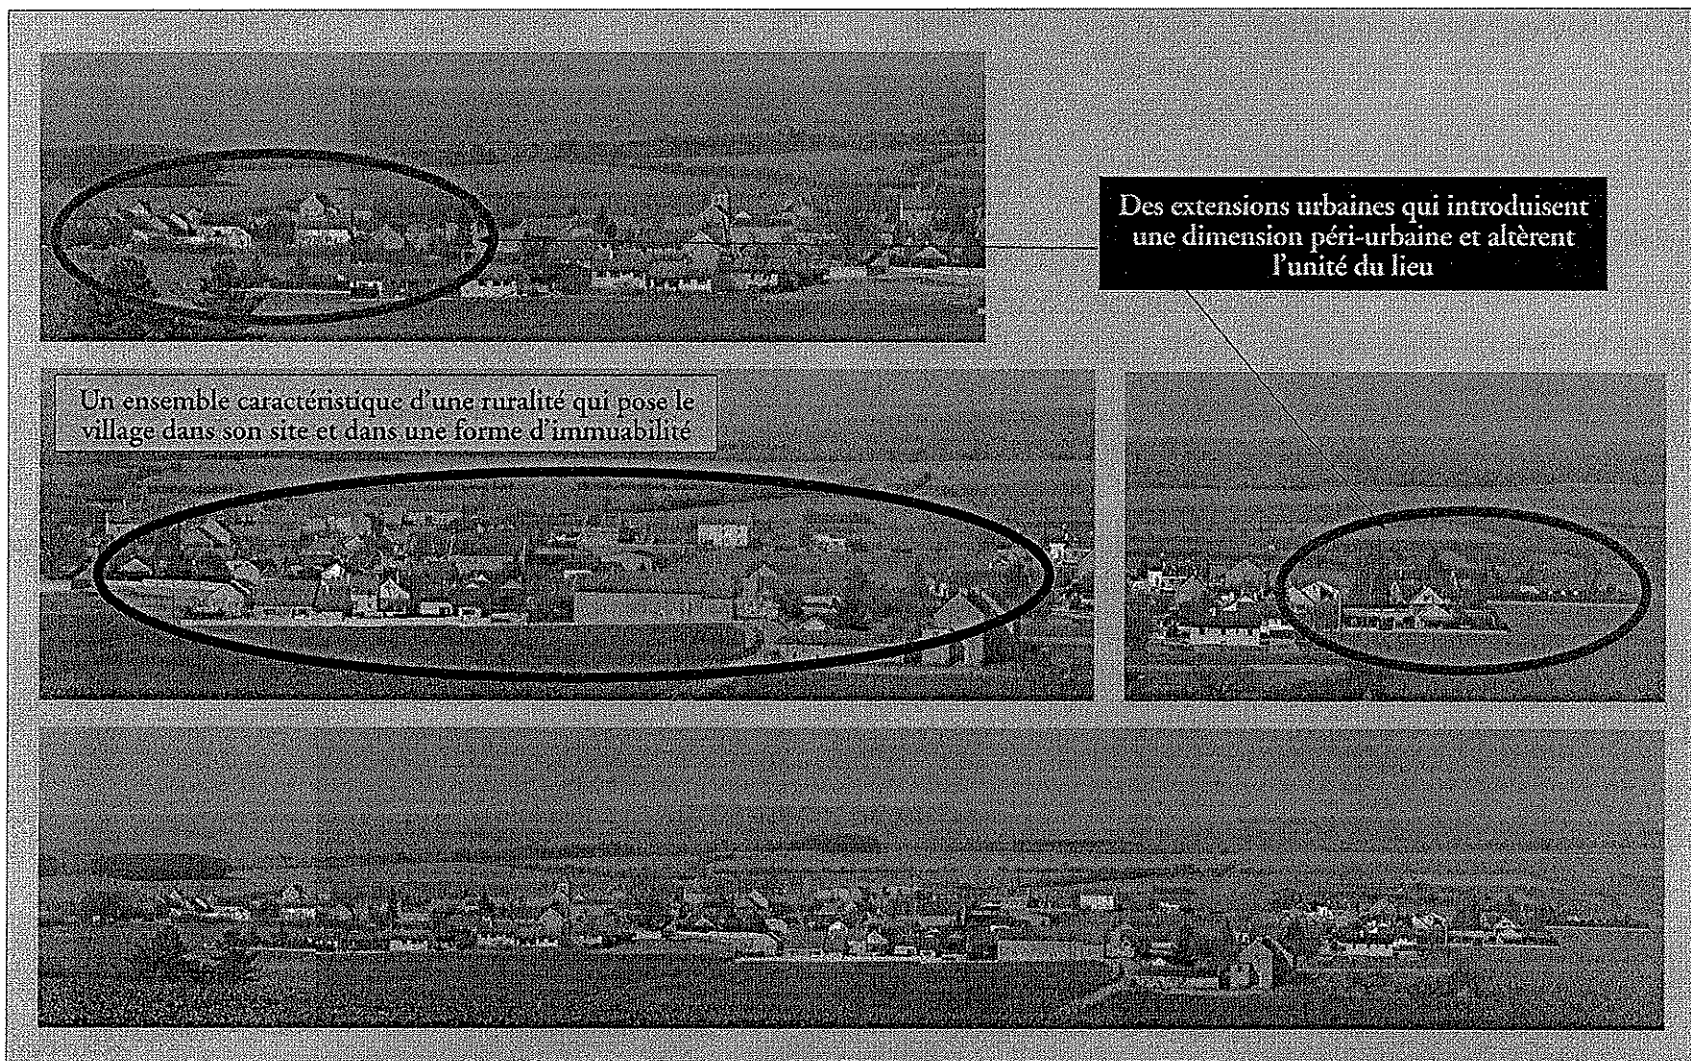 Des extensions urbaines qui introduisent
une dimension péri-urbaine et altèrent
l'unité du lieu
Un ensemble caractéristique d'une ruralité qui pose le
village dans son site et dans une forme d'immuabilité